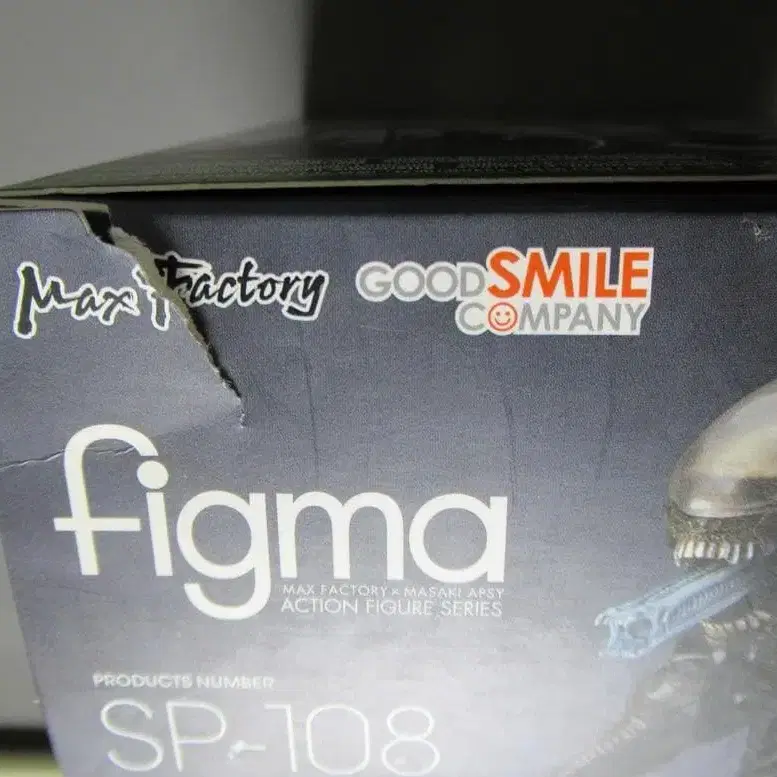 Max Factory
GOOD SMILE
COMPANY
figma
MAX FACTORY × MASAKI APSY
ACTION FIGURE SERIES
PRODUCTS NUMBER
SP-108